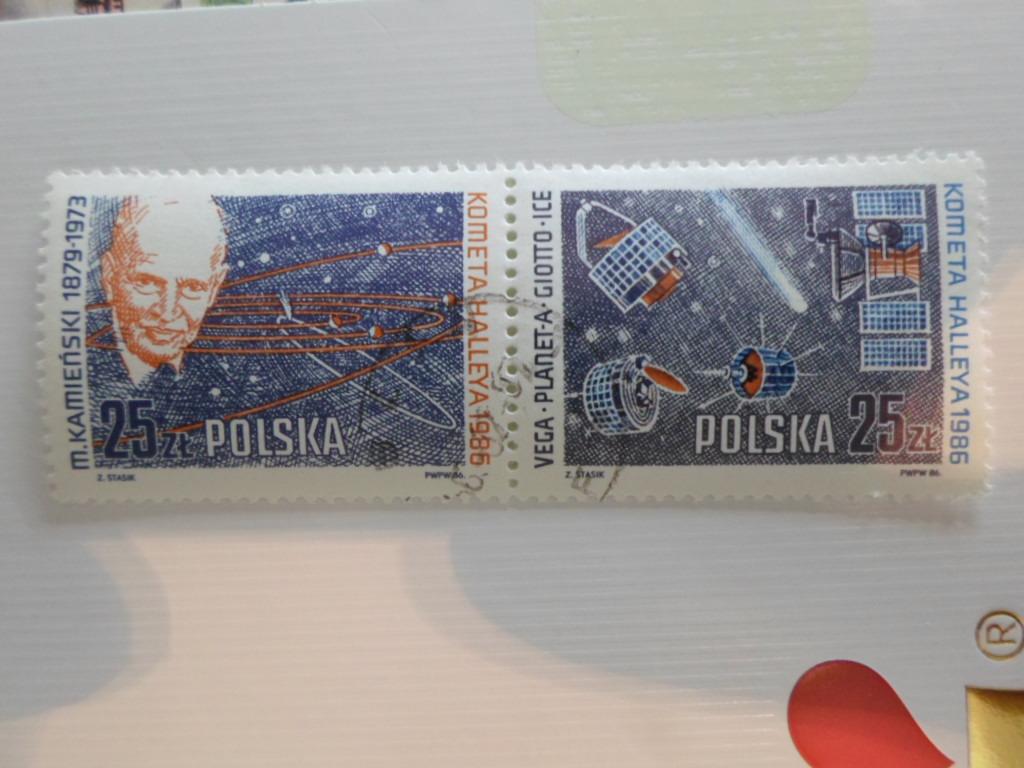 M.KAMIEŃSKI 1879-1973
KOMETA HALLEYA 1986
25 ZŁ POLSKA
Z. STASIK
PWPW 86.
VEGA · PLANET-A · GIOTTO · ICE
KOMETA HALLEYA 1986
POLSKA 25 ZŁ
Z. STASIK
PWPW 86.
®